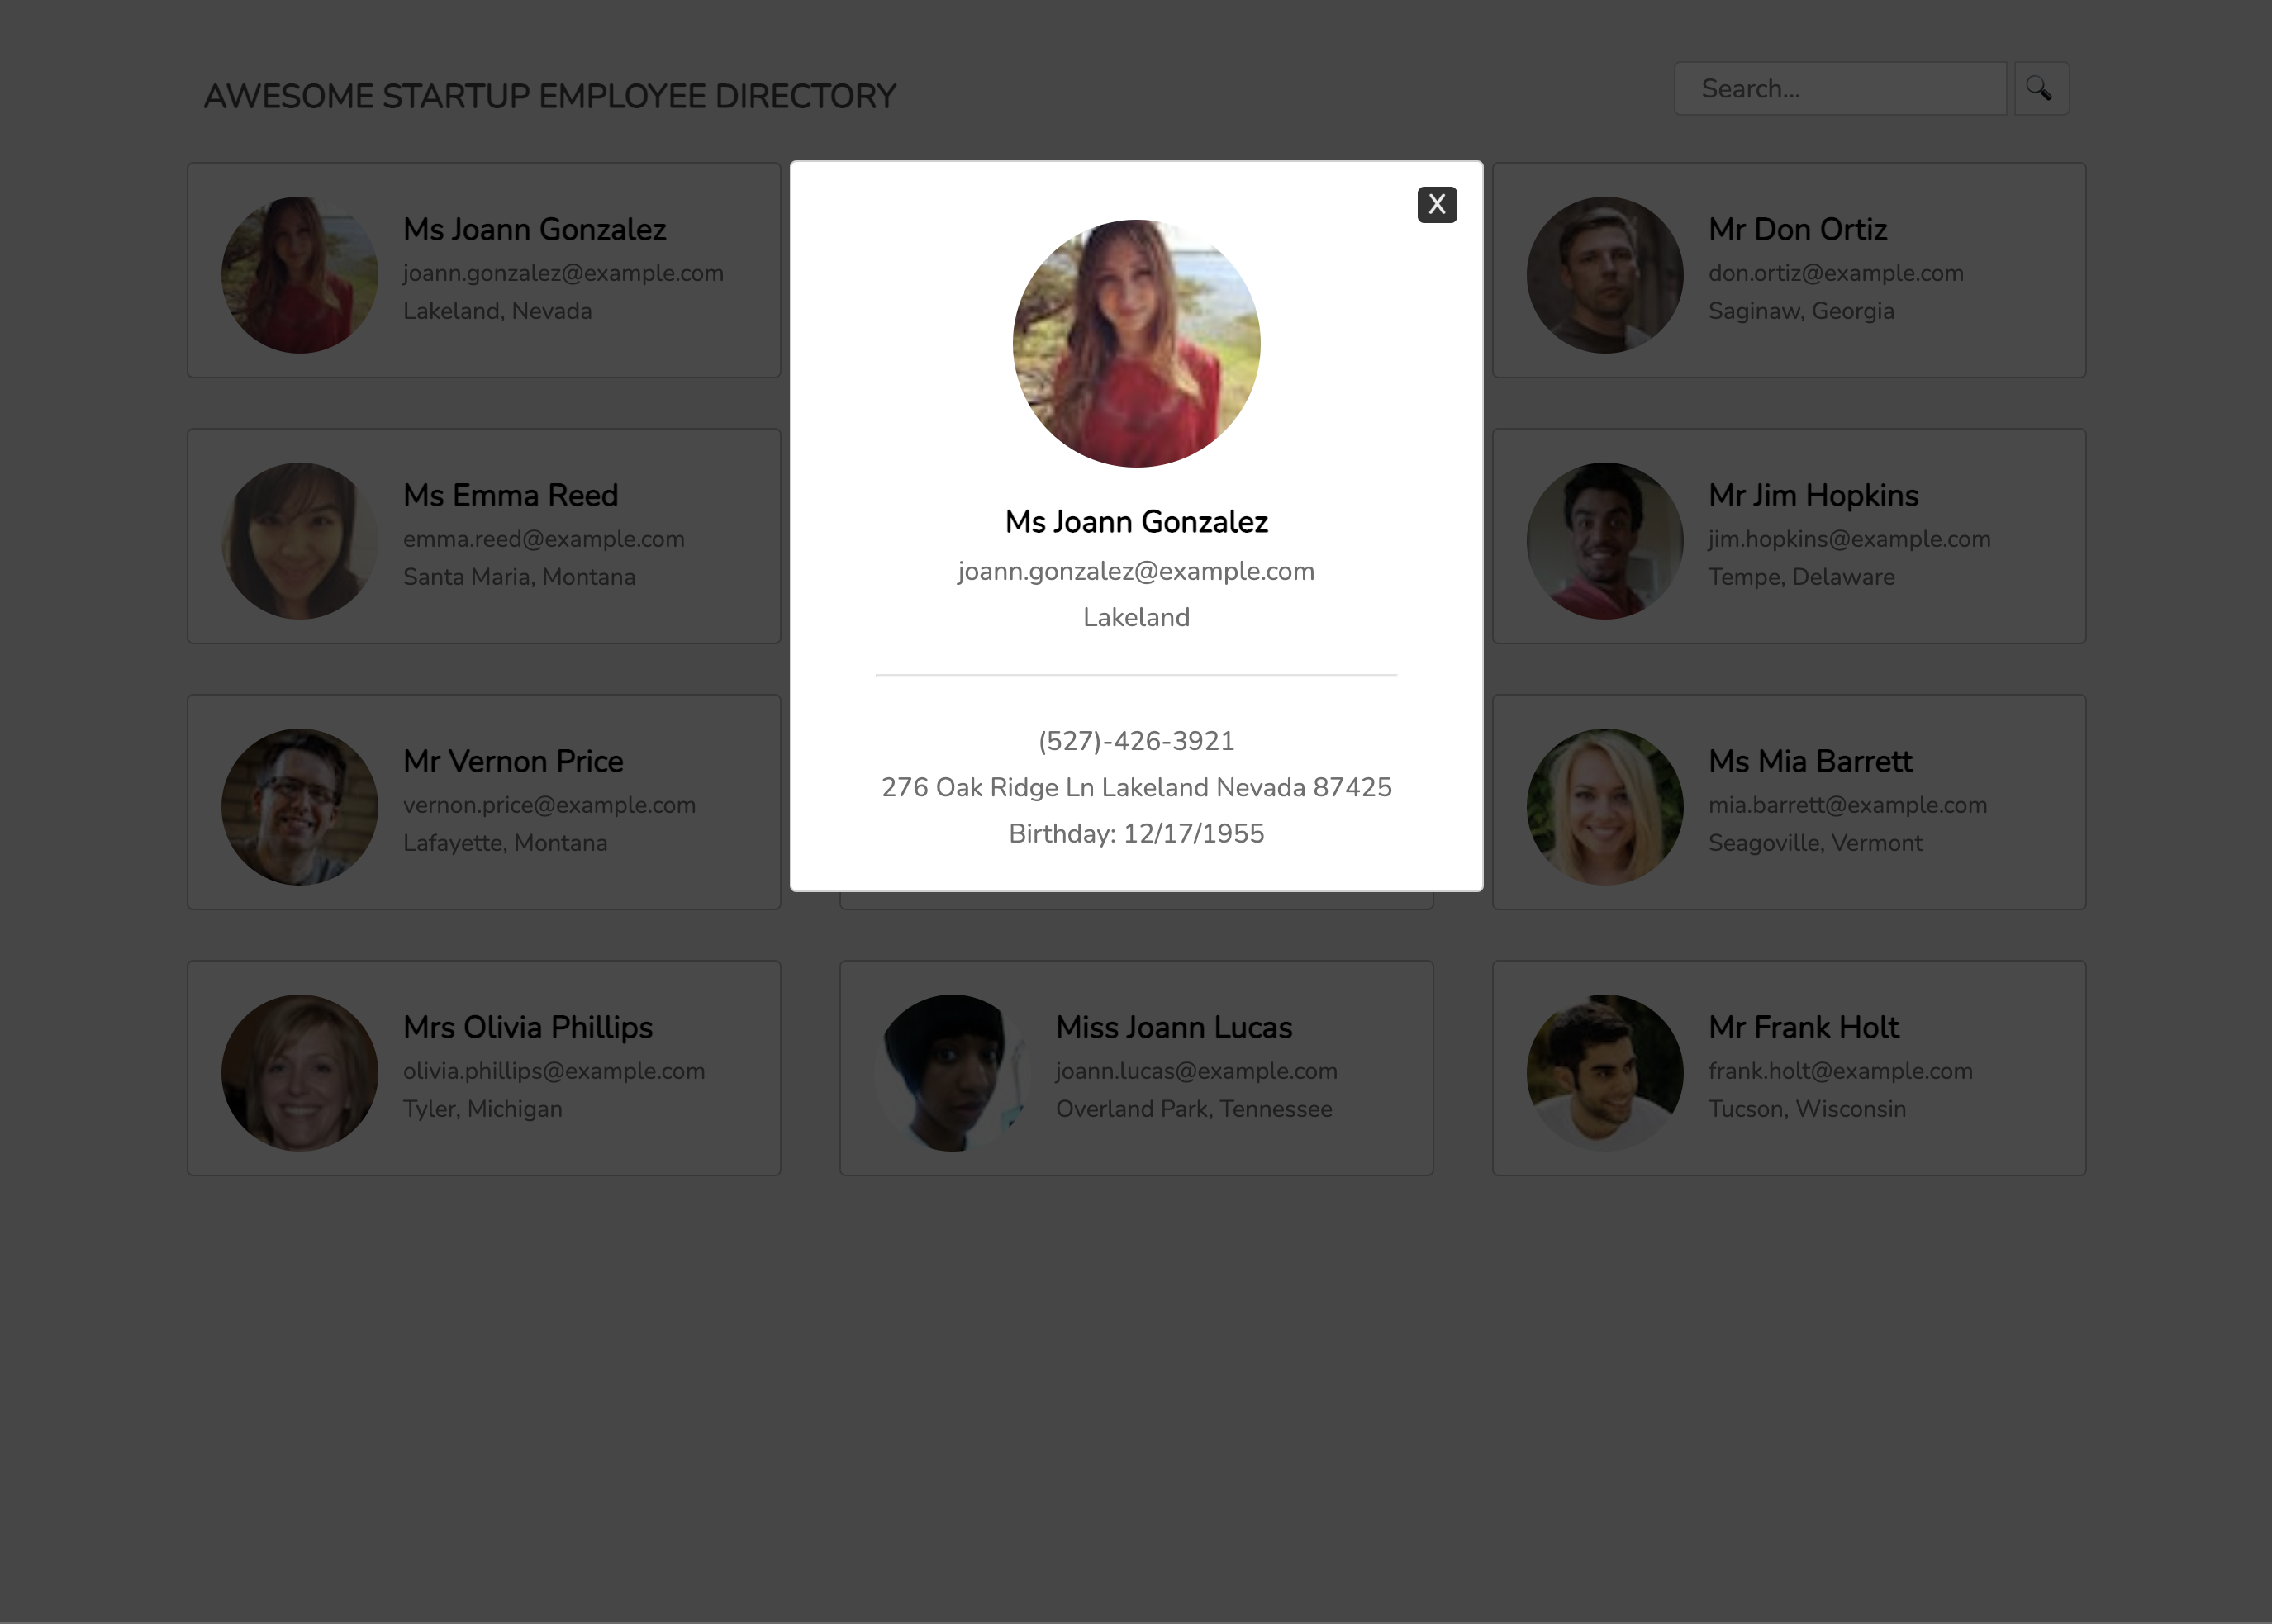 AWESOME STARTUP EMPLOYEE DIRECTORY
Search...
Ms Joann Gonzalez
joann.gonzalez@example.com
Lakeland, Nevada
X
Ms Joann Gonzalez
joann.gonzalez@example.com
Lakeland
(527)-426-3921
276 Oak Ridge Ln Lakeland Nevada 87425
Birthday: 12/17/1955
Mr Don Ortiz
don.ortiz@example.com
Saginaw, Georgia
Ms Emma Reed
emma.reed@example.com
Santa Maria, Montana
Mr Jim Hopkins
jim.hopkins@example.com
Tempe, Delaware
Mr Vernon Price
vernon.price@example.com
Lafayette, Montana
Ms Mia Barrett
mia.barrett@example.com
Seagoville, Vermont
Mrs Olivia Phillips
olivia.phillips@example.com
Tyler, Michigan
Miss Joann Lucas
joann.lucas@example.com
Overland Park, Tennessee
Mr Frank Holt
frank.holt@example.com
Tucson, Wisconsin